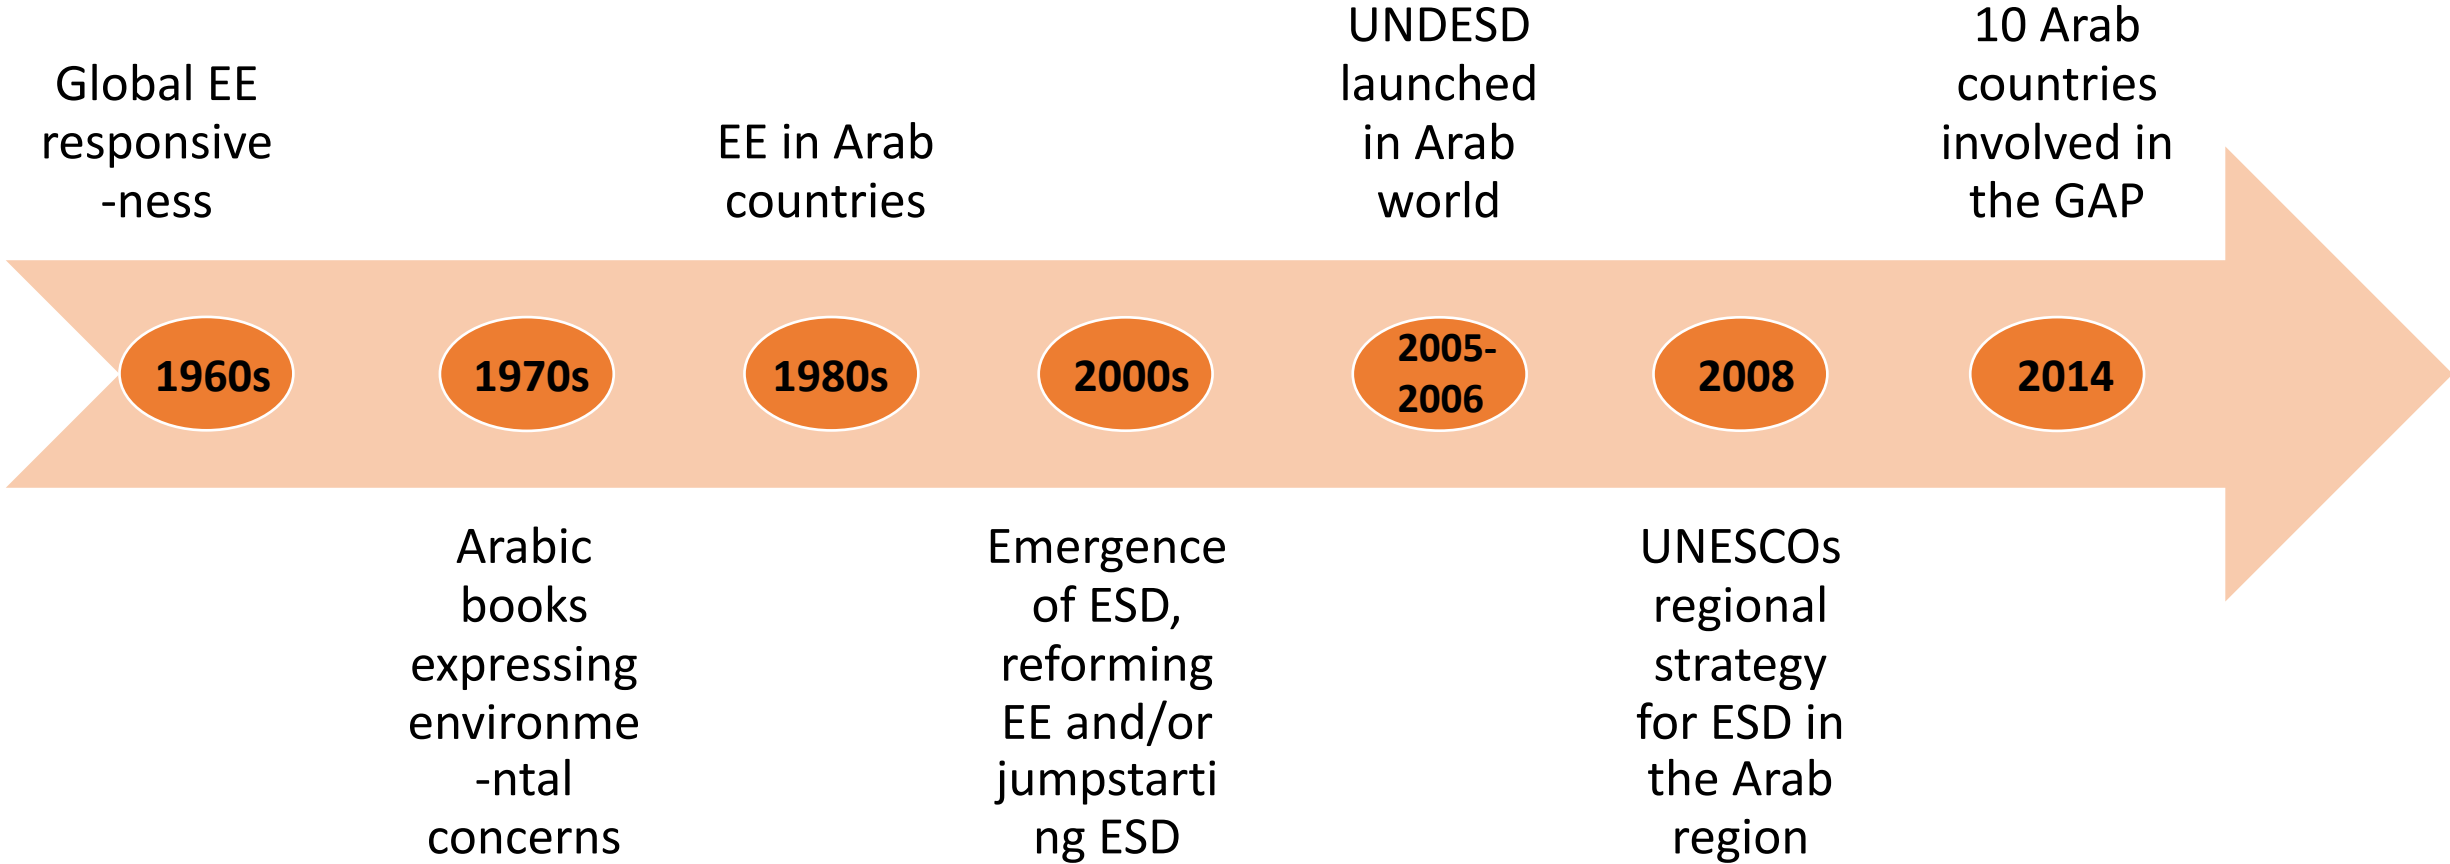 Global EE
responsive
-ness
EE in Arab
countries
UNDESD
launched
in Arab
world
10 Arab
countries
involved in
the GAP
1960s
1970s
1980s
2000s
2005-
2006
2008
2014
Arabic
books
expressing
environme
-ntal
concerns
Emergence
of ESD,
reforming
EE and/or
jumpstarti
ng ESD
UNESCOs
regional
strategy
for ESD in
the Arab
region